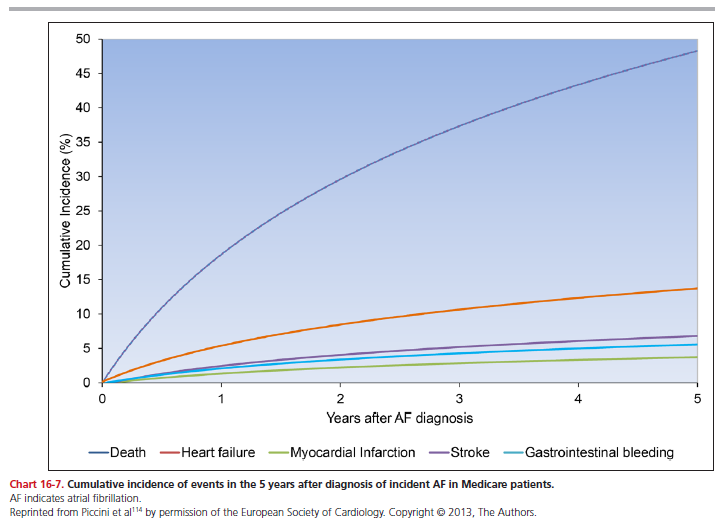 50
45
40
35
30
25
20
15
10
5
0
Cumulative Incidence (%)
0 1 2 3 4 5
Years after AF diagnosis
Death Heart failure Myocardial Infarction Stroke Gastrointestinal bleeding
Chart 16-7. Cumulative incidence of events in the 5 years after diagnosis of incident AF in Medicare patients.
AF indicates atrial fibrillation.
Reprinted from Piccini et al114 by permission of the European Society of Cardiology. Copyright © 2013, The Authors.